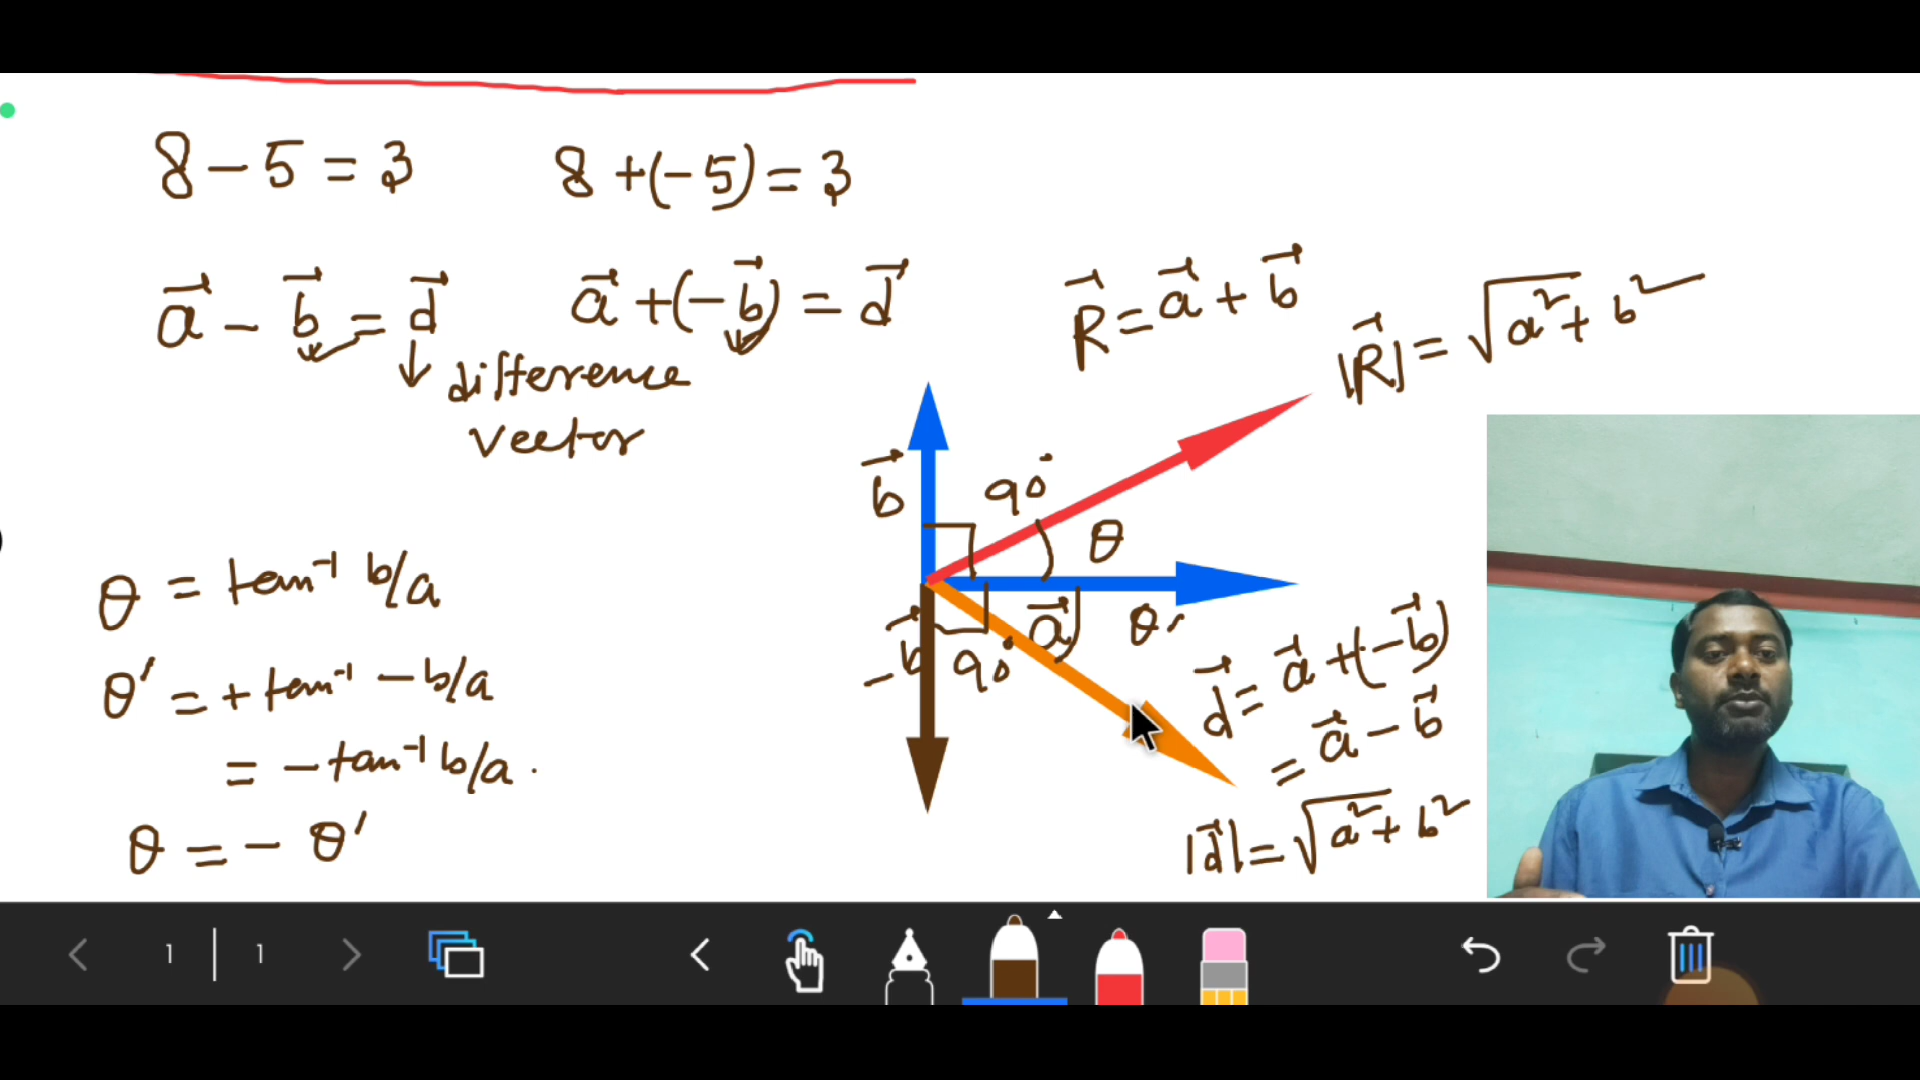 8 - 5 = 3
8 + (-5) = 3
a⃗ - b⃗ = d⃗
a⃗ + (-b⃗) = d⃗
difference
vector
R⃗ = a⃗ + b⃗
|R⃗| = √a² + b²
b⃗
90°
θ
a⃗
θ'
-b⃗
90°
d⃗ = a⃗ + (-b⃗)
= a⃗ - b⃗
|d⃗| = √a² + b²
θ = tan⁻¹ b/a
θ' = + tan⁻¹ - b/a
= - tan⁻¹ b/a .
θ = - θ'
1 | 1